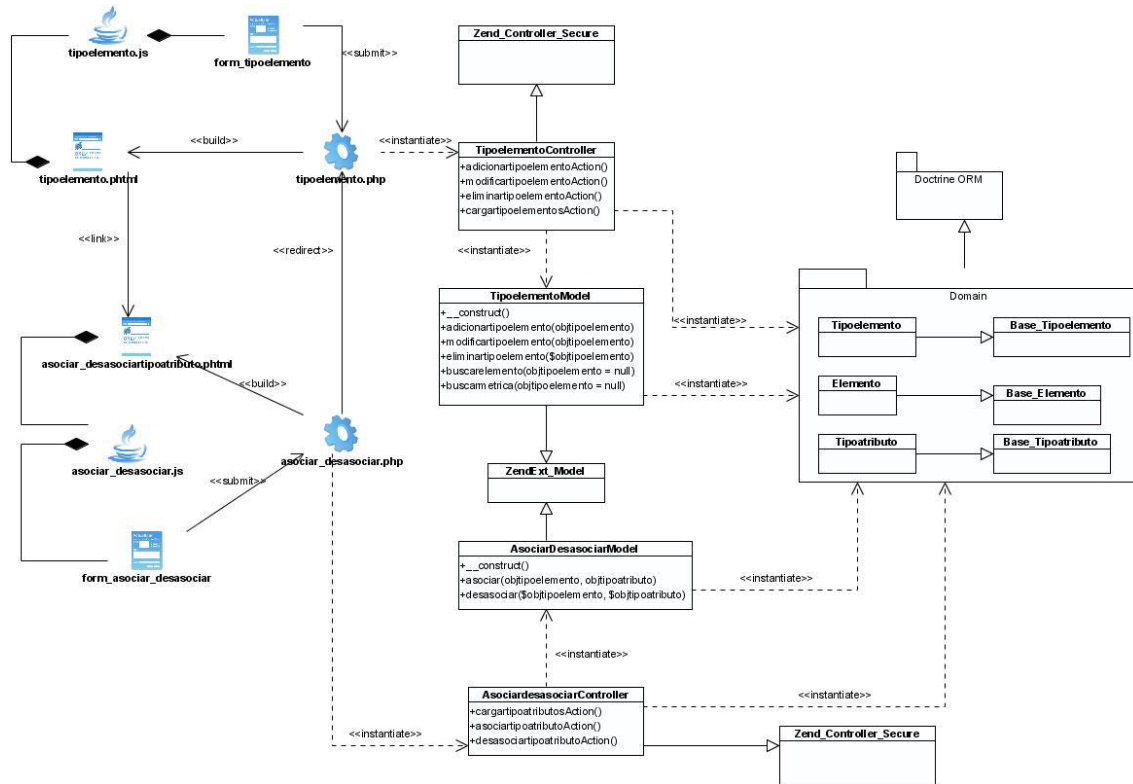 tipoelemento.js
form_tipoelemento
<<submit>>
Zend_Controller_Secure
<<build>>
<<instantiate>>
tipoelemento.phtml
tipoelemento.php
TipoelementoController
+adicionartipoelementoAction()
+modificartipoelementoAction()
+eliminartipoelementoAction()
+cargartipoelementosAction()
Doctrine ORM
<<link>>
<<redirect>>
<<instantiate>>
TipoelementoModel
+__construct()
+adicionartipoelemento(objtipoelemento)
+modificartipoelemento(objtipoelemento)
+eliminartipoelemento($objtipoelemento)
+buscarelemento(objtipoelemento = null)
+buscarmetrica(objtipoelemento = null)
<<instantiate>>
<<instantiate>>
Domain
Tipoelemento
Base_Tipoelemento
Elemento
Base_Elemento
Tipoatributo
Base_Tipoatributo
asociar_desasociartipoatributo.phtml
<<build>>
asociar_desasociar.js
asociar_desasociar.php
<<submit>>
form_asociar_desasociar
ZendExt_Model
AsociarDesasociarModel
+__construct()
+asociar(objtipoelemento, objtipoatributo)
+desasociar($objtipoelemento, $objtipoatributo)
<<instantiate>>
<<instantiate>>
AsociardesasociarController
+cargartipoatributosAction()
+asociartipoatributoAction()
+desasociartipoatributoAction()
<<instantiate>>
<<instantiate>>
Zend_Controller_Secure